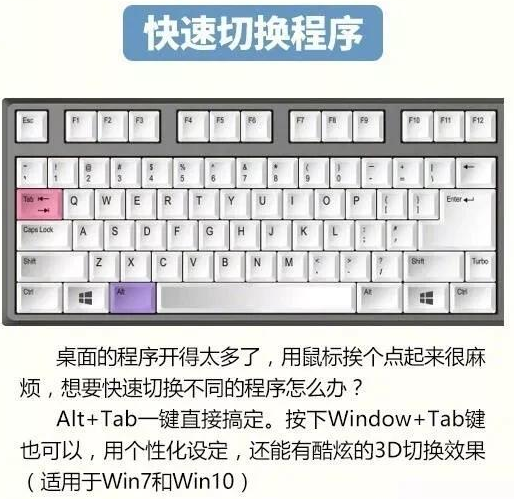 快速切换程序
Esc F1 F2 F3 F4 F5 F6 F7 F8 F9 F10 F11 F12
~ ! @ # $ % ^ & * ( ) _ + | ←
` 1 2 3 4 5 6 7 8 9 0 - = \
Tab Q W E R T Y U I O P { } Enter
[ ]
Caps Lock A S D F G H J K L : "
; '
Shift Z X C V B N M < > ? Shift Turbo
, . /
Ctrl Alt Alt Ctrl
桌面的程序开得太多了，用鼠标挨个点起来很麻
烦，想要快速切换不同的程序怎么办？
Alt+Tab一键直接搞定。按下Window+Tab键
也可以，用个性化设定，还能有酷炫的3D切换效果
（适用于Win7和Win10）